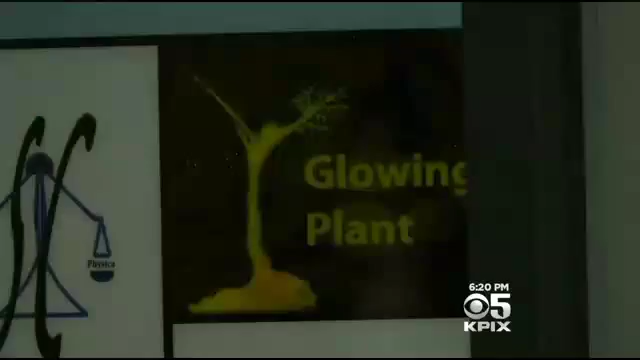 Glowing
Plant
Physics
6:20 PM
5
KPIX